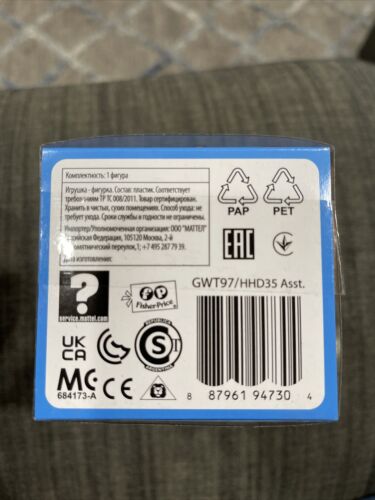 Комплектность: 1 фигура
Игрушка - фигурка. Состав: пластик. Соответствует
требованиям ТР ТС 008/2011. Товар сертифицирован.
Хранить в чистых, сухих помещениях. Способ ухода: не
требует ухода. Сроки службы и годности не ограничены.
Импортер/Уполномоченная организация: ООО "МАТТЕЛ"
Российская Федерация, 105120 Москва, 2-й
переулок,1; +7 495 287 79 39.
Дата изготовления:
PAP
PET
EAC
GWT97/HHD35 Asst.
?
service.mattel.com
Fisher-Price
UK
CA
REPUBLICA
S
ARGENTINA
MC
CE
684173-A
8 87961 94730 4